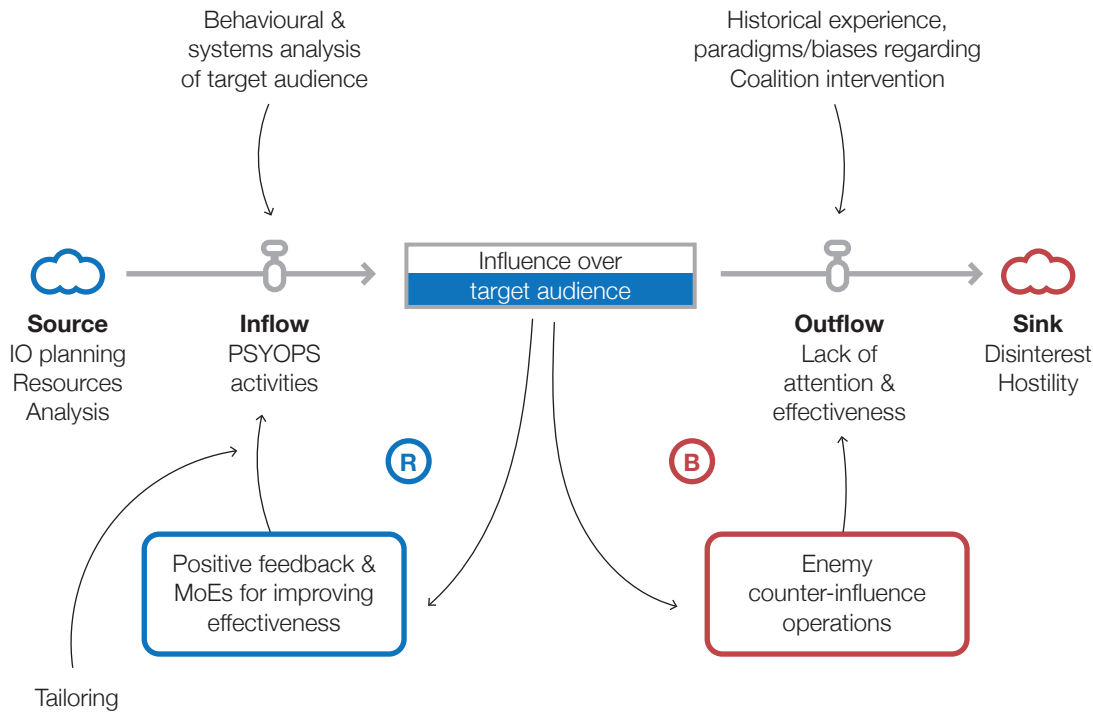 Behavioural &
systems analysis
of target audience
Historical experience,
paradigms/biases regarding
Coalition intervention
Influence over
target audience
Source
IO planning
Resources
Analysis
Inflow
PSYOPS
activities
Outflow
Lack of
attention &
effectiveness
Sink
Disinterest
Hostility
R
B
Positive feedback &
MoEs for improving
effectiveness
Enemy
counter-influence
operations
Tailoring